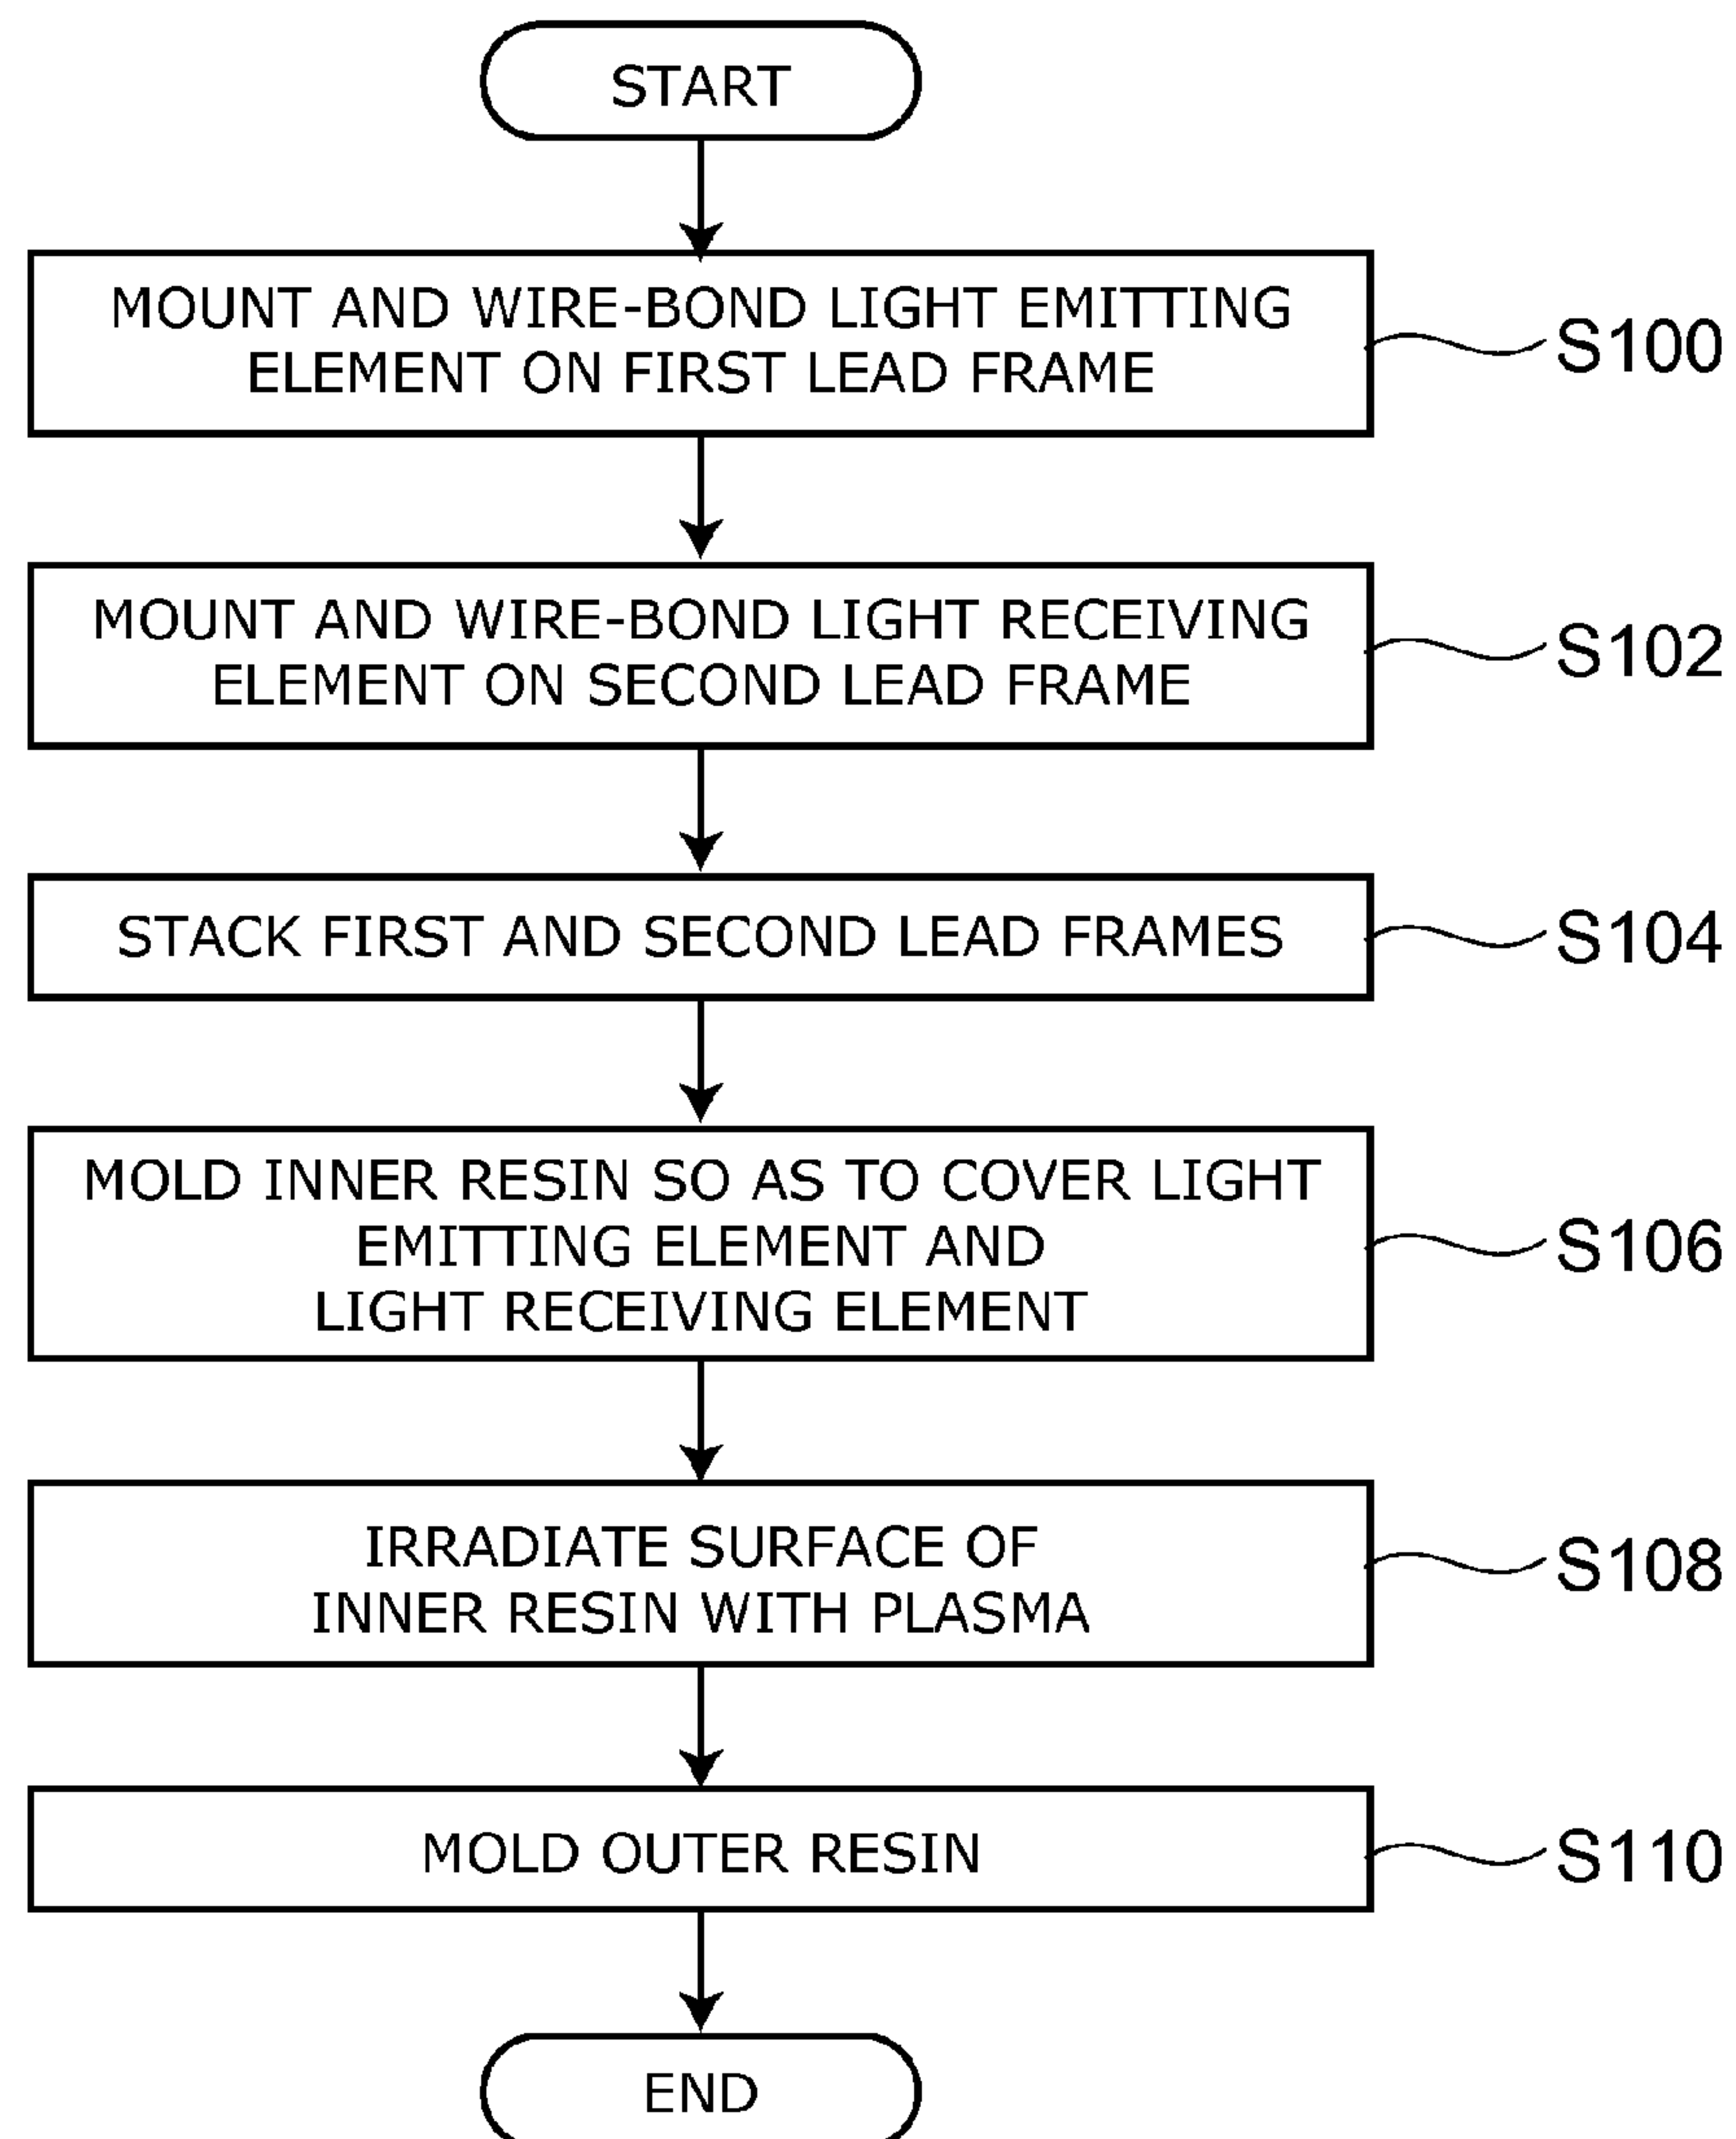 START
MOUNT AND WIRE-BOND LIGHT EMITTING
ELEMENT ON FIRST LEAD FRAME
S100
MOUNT AND WIRE-BOND LIGHT RECEIVING
ELEMENT ON SECOND LEAD FRAME
S102
STACK FIRST AND SECOND LEAD FRAMES
S104
MOLD INNER RESIN SO AS TO COVER LIGHT
EMITTING ELEMENT AND
LIGHT RECEIVING ELEMENT
S106
IRRADIATE SURFACE OF
INNER RESIN WITH PLASMA
S108
MOLD OUTER RESIN
S110
END